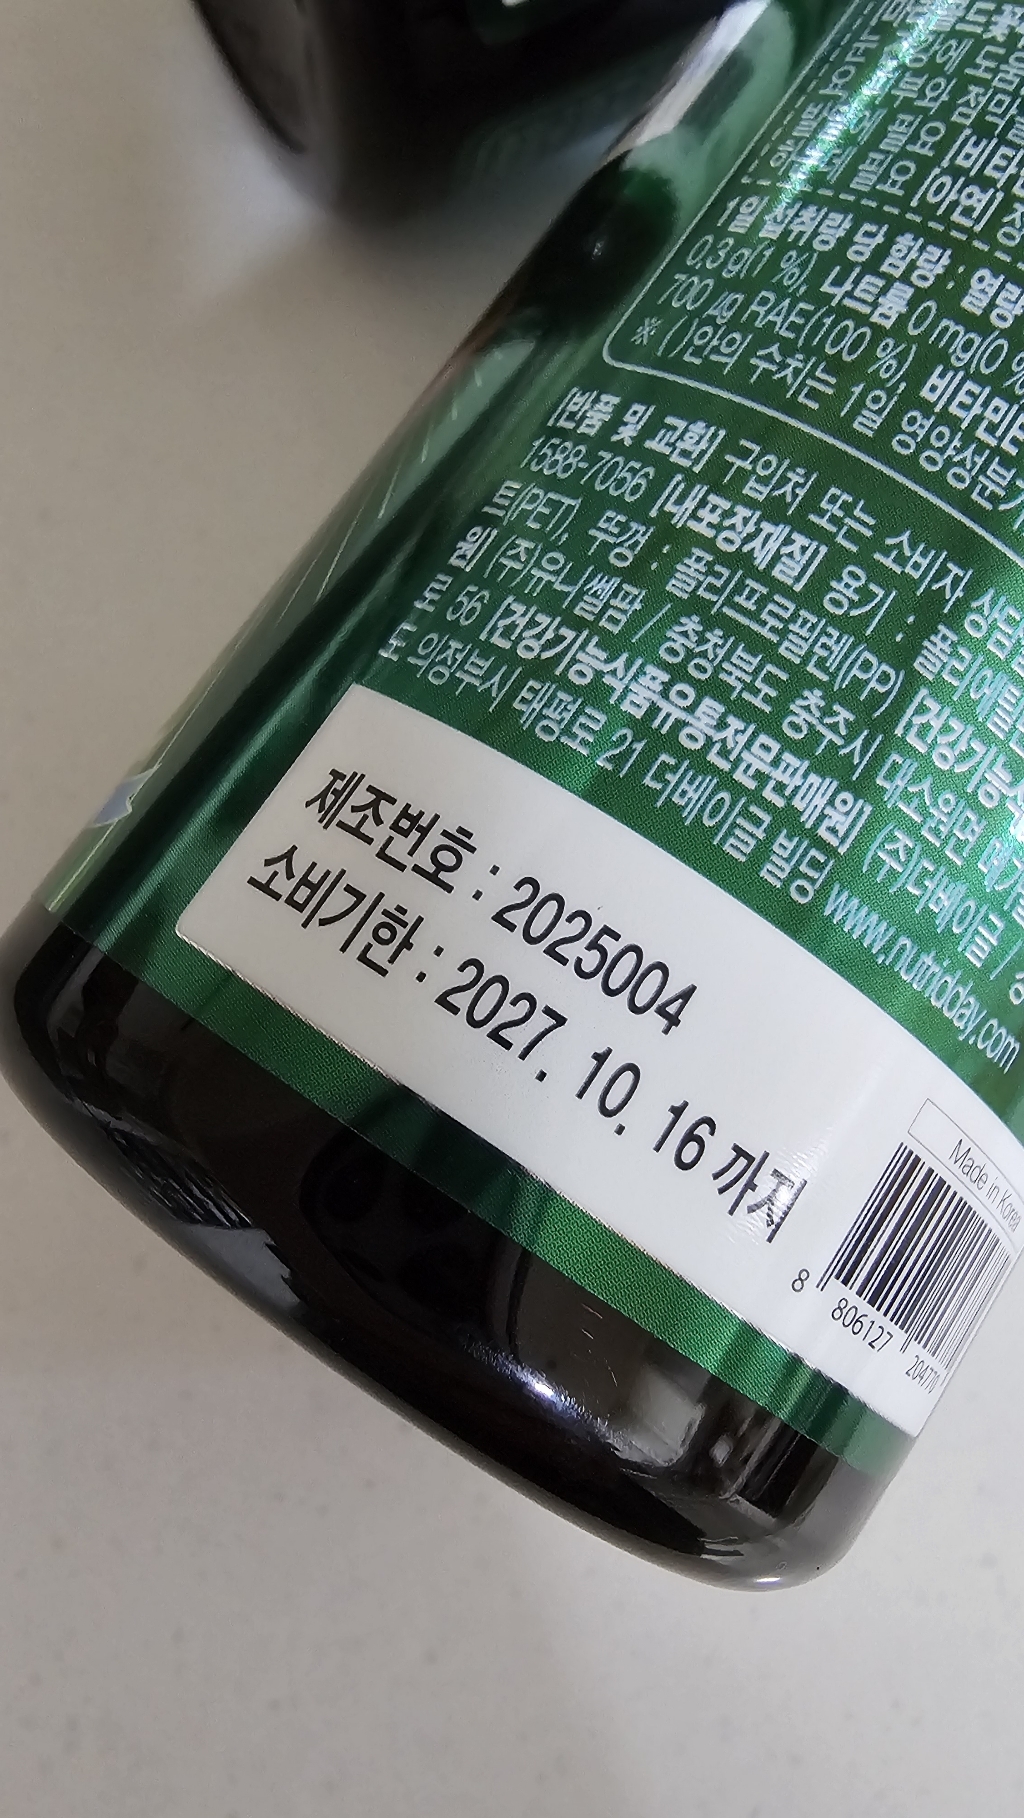 1일 섭취량 당 함량 : 열량
0.3 g(1 %), 나트륨 0 mg(0 %
700 μg RAE(100 %), 비타민
※ ( )안의 수치는 1일 영양성분기
[반품 및 교환] 구입처 또는 소비자 상담
1588-7056 [내포장재질] 용기 : 폴리에틸렌
트(PET), 뚜껑 : 폴리프로필렌(PP) [건강기능
원] (주)유니쎌팜 / 충청북도 충주시 대소원면 메가
로 56 [건강기능식품유통전문판매원] (주)더베이글 /
도 의정부시 태평로 21 더베이글 빌딩 www.nutridday.com
제조번호 : 2025004
소비기한 : 2027. 10. 16 까지
Made in Korea
8 806127 204770